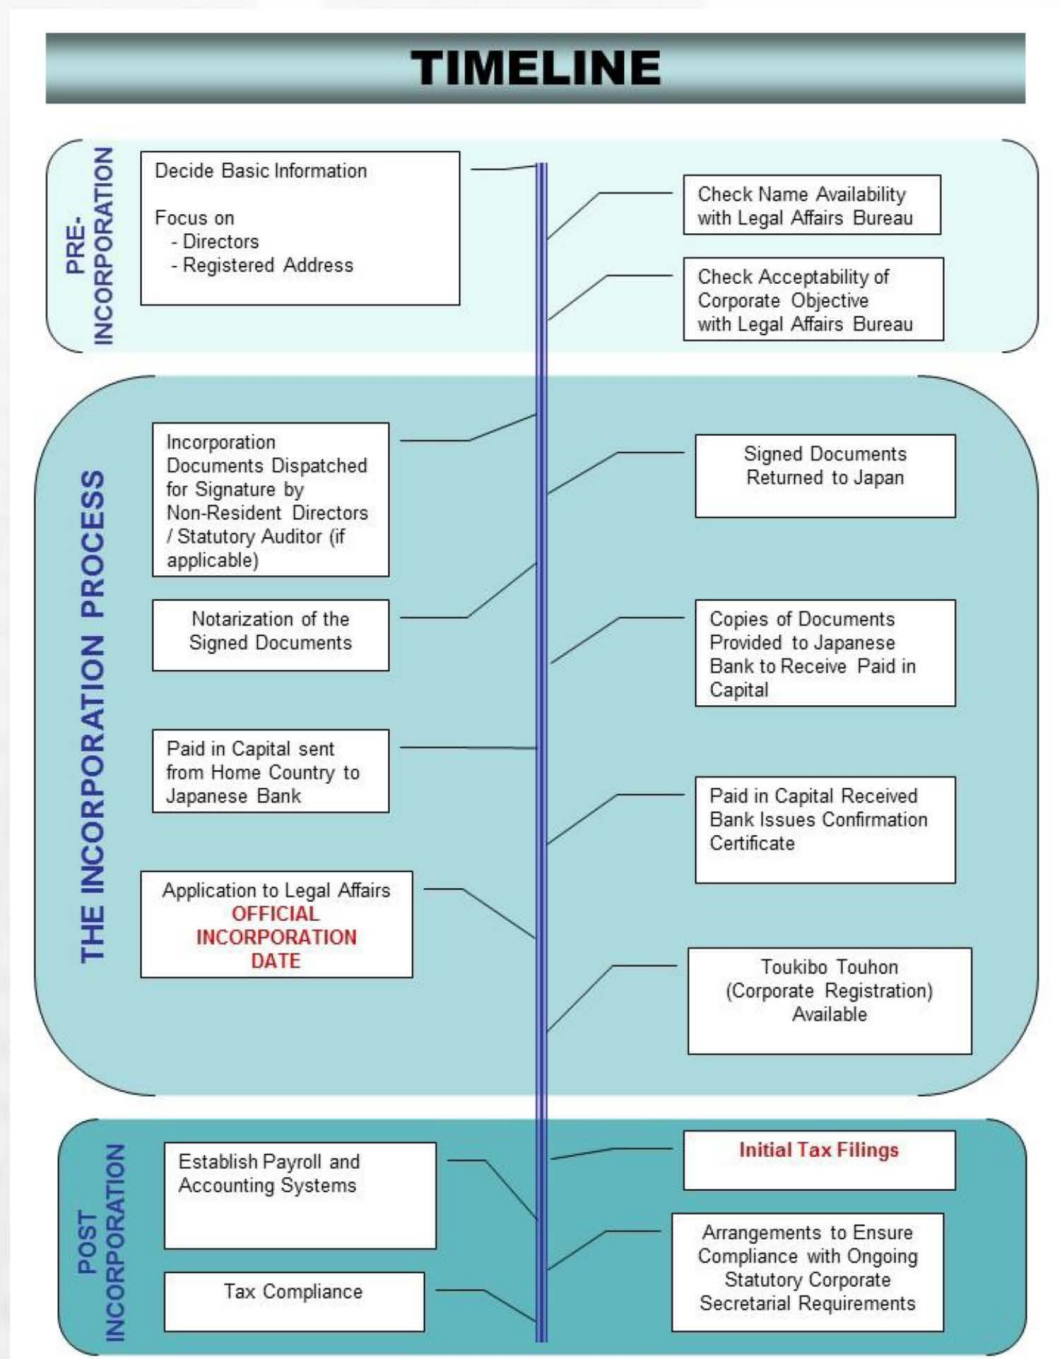 TIMELINE
PRE-
INCORPORATION
Decide Basic Information
Focus on
- Directors
- Registered Address
Check Name Availability
with Legal Affairs Bureau
Check Acceptability of
Corporate Objective
with Legal Affairs Bureau
THE INCORPORATION PROCESS
Incorporation
Documents Dispatched
for Signature by
Non-Resident Directors
/ Statutory Auditor (if
applicable)
Signed Documents
Returned to Japan
Notarization of the
Signed Documents
Copies of Documents
Provided to Japanese
Bank to Receive Paid in
Capital
Paid in Capital sent
from Home Country to
Japanese Bank
Paid in Capital Received
Bank Issues Confirmation
Certificate
Application to Legal Affairs
OFFICIAL
INCORPORATION
DATE
Toukibo Touhon
(Corporate Registration)
Available
POST
INCORPORATION
Initial Tax Filings
Establish Payroll and
Accounting Systems
Arrangements to Ensure
Compliance with Ongoing
Statutory Corporate
Secretarial Requirements
Tax Compliance